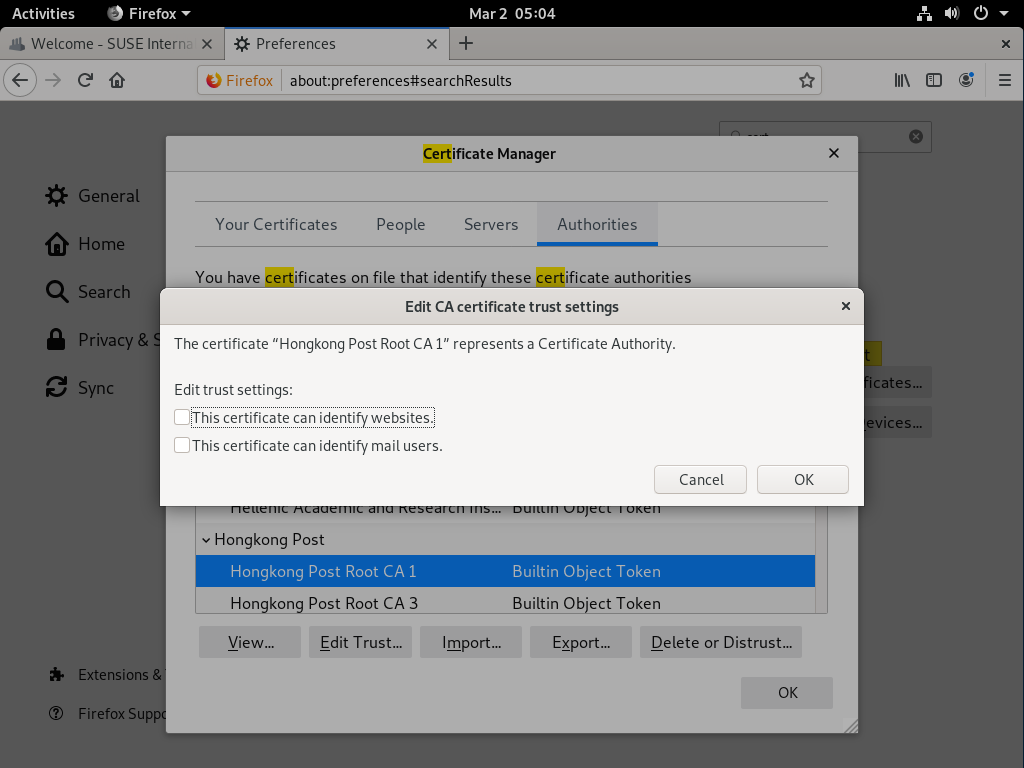 Activities Firefox Mar 2 05:04
Welcome - SUSE Interna Preferences
Firefox about:preferences#searchResults
cert
Certificate Manager
General
Home
Search
Privacy & S
Sync
Your Certificates People Servers Authorities
You have certificates on file that identify these certificate authorities
Edit CA certificate trust settings
The certificate “Hongkong Post Root CA 1” represents a Certificate Authority.
Edit trust settings:
This certificate can identify websites.
This certificate can identify mail users.
Cancel OK
t
ficates...
evices...
Hellenic Academic and Research Ins... Builtin Object Token
Hongkong Post
Hongkong Post Root CA 1 Builtin Object Token
Hongkong Post Root CA 3 Builtin Object Token
View... Edit Trust... Import... Export... Delete or Distrust...
OK
Extensions &
Firefox Suppo